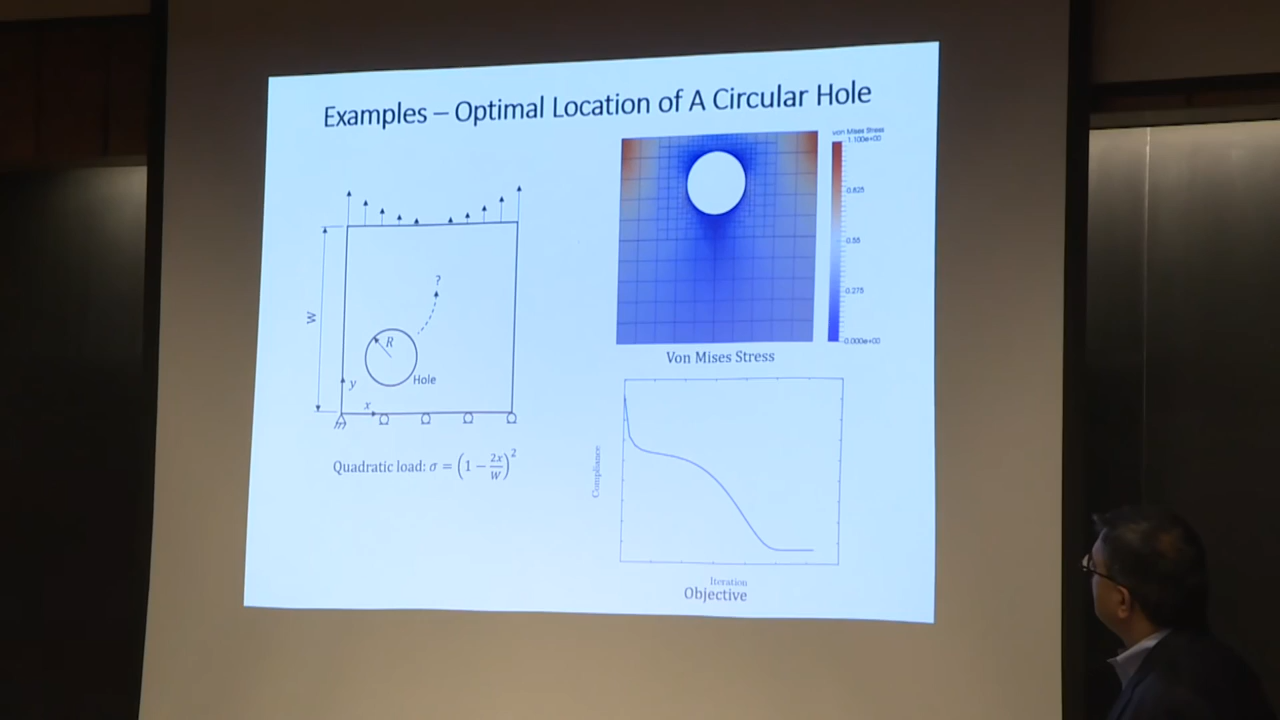 Examples – Optimal Location of A Circular Hole
von Mises Stress
1.100e+00
0.825
0.55
0.275
0.000e+00
?
W
R
Hole
y
x
Von Mises Stress
Quadratic load: σ = (1 − 2x/W)²
Compliance
Iteration
Objective